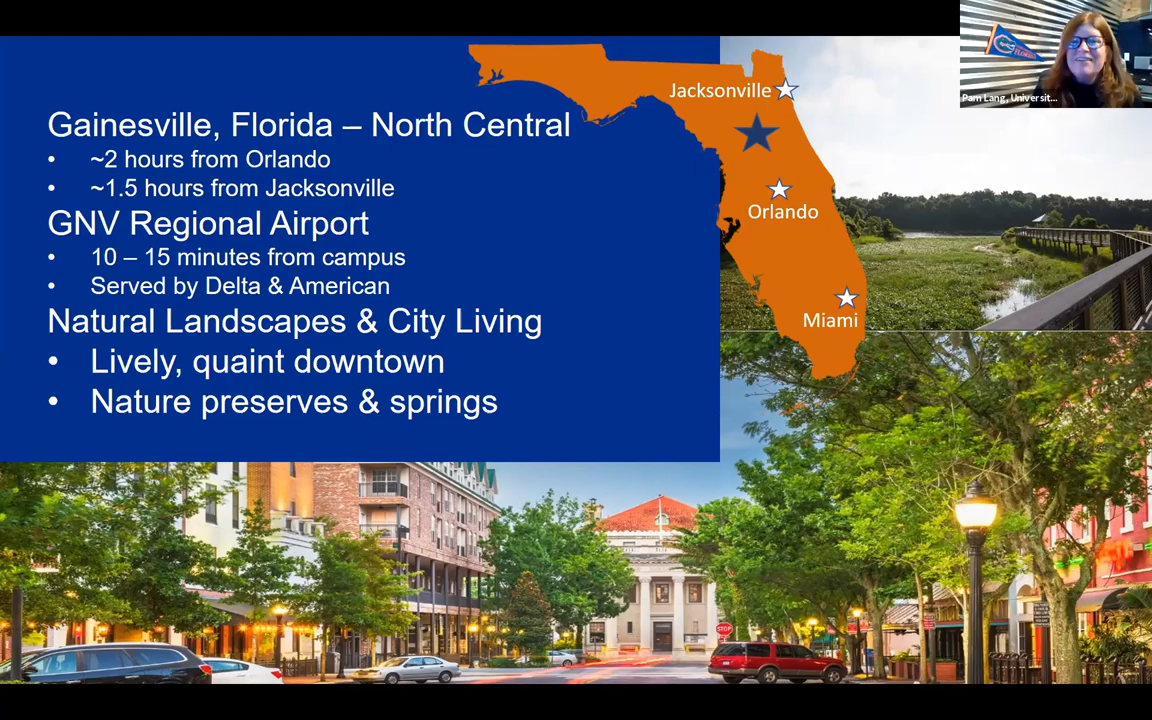 Gainesville, Florida – North Central
• ~2 hours from Orlando
• ~1.5 hours from Jacksonville
GNV Regional Airport
• 10 – 15 minutes from campus
• Served by Delta & American
Natural Landscapes & City Living
• Lively, quaint downtown
• Nature preserves & springs
Jacksonville
Orlando
Miami
FLORIDA
Pam Lang, Universit...
STOP